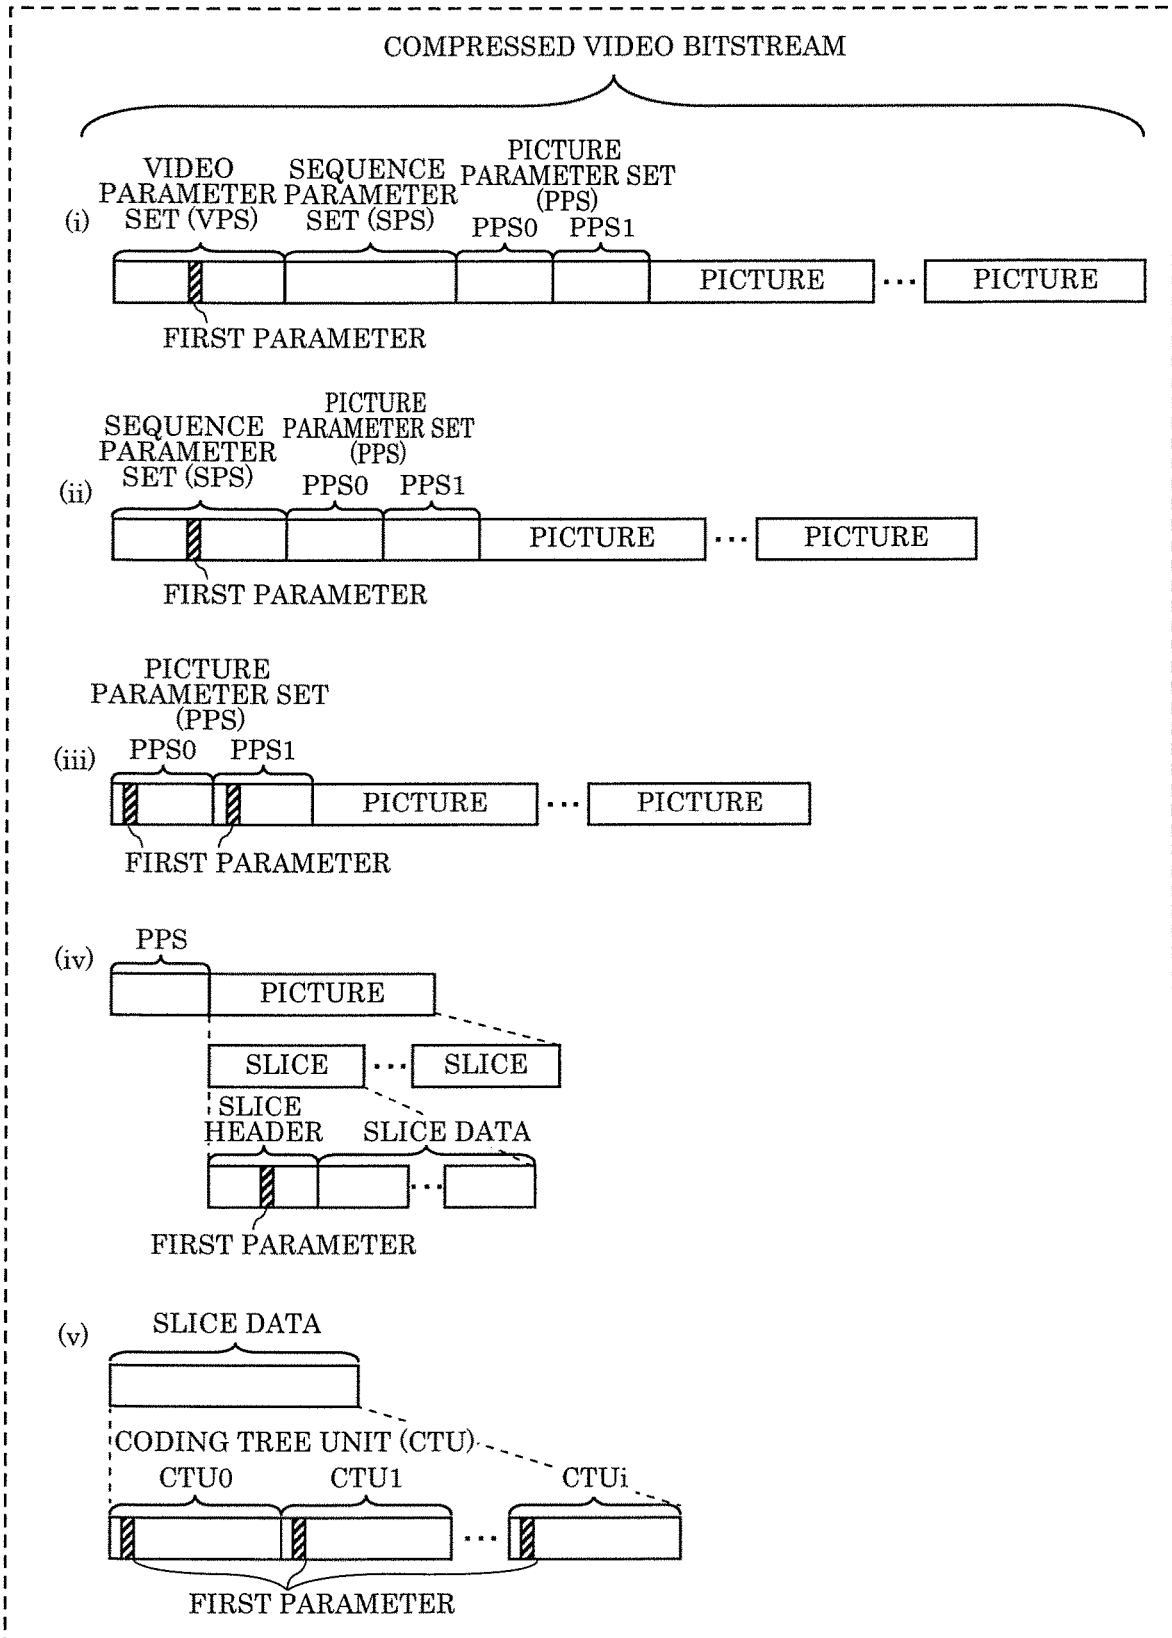 COMPRESSED VIDEO BITSTREAM
(i)
VIDEO
PARAMETER
SET (VPS)
SEQUENCE
PARAMETER
SET (SPS)
PICTURE
PARAMETER SET
(PPS)
PPS0 PPS1
PICTURE ... PICTURE
FIRST PARAMETER
(ii)
SEQUENCE
PARAMETER
SET (SPS)
PICTURE
PARAMETER SET
(PPS)
PPS0 PPS1
PICTURE ... PICTURE
FIRST PARAMETER
(iii)
PICTURE
PARAMETER SET
(PPS)
PPS0 PPS1
PICTURE ... PICTURE
FIRST PARAMETER
(iv)
PPS
PICTURE
SLICE ... SLICE
SLICE
HEADER
SLICE DATA
...
FIRST PARAMETER
(v)
SLICE DATA
CODING TREE UNIT (CTU)
CTU0 CTU1 CTUi
...
FIRST PARAMETER